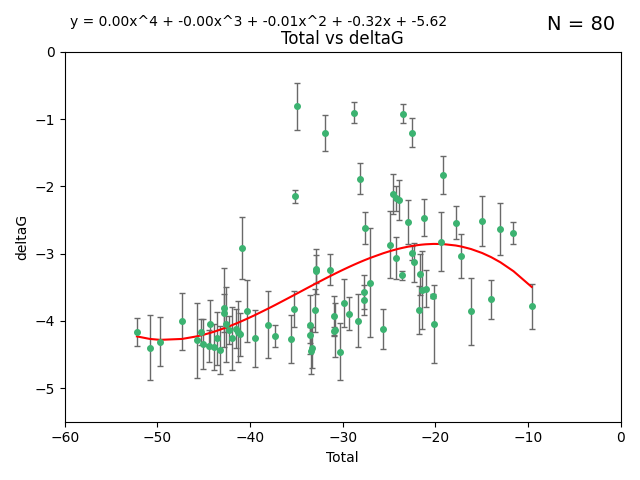 y = 0.00x^4 + -0.00x^3 + -0.01x^2 + -0.32x + -5.62
N = 80
Total vs deltaG
0
−1
−2
−3
−4
−5
deltaG
−60 −50 −40 −30 −20 −10 0
Total